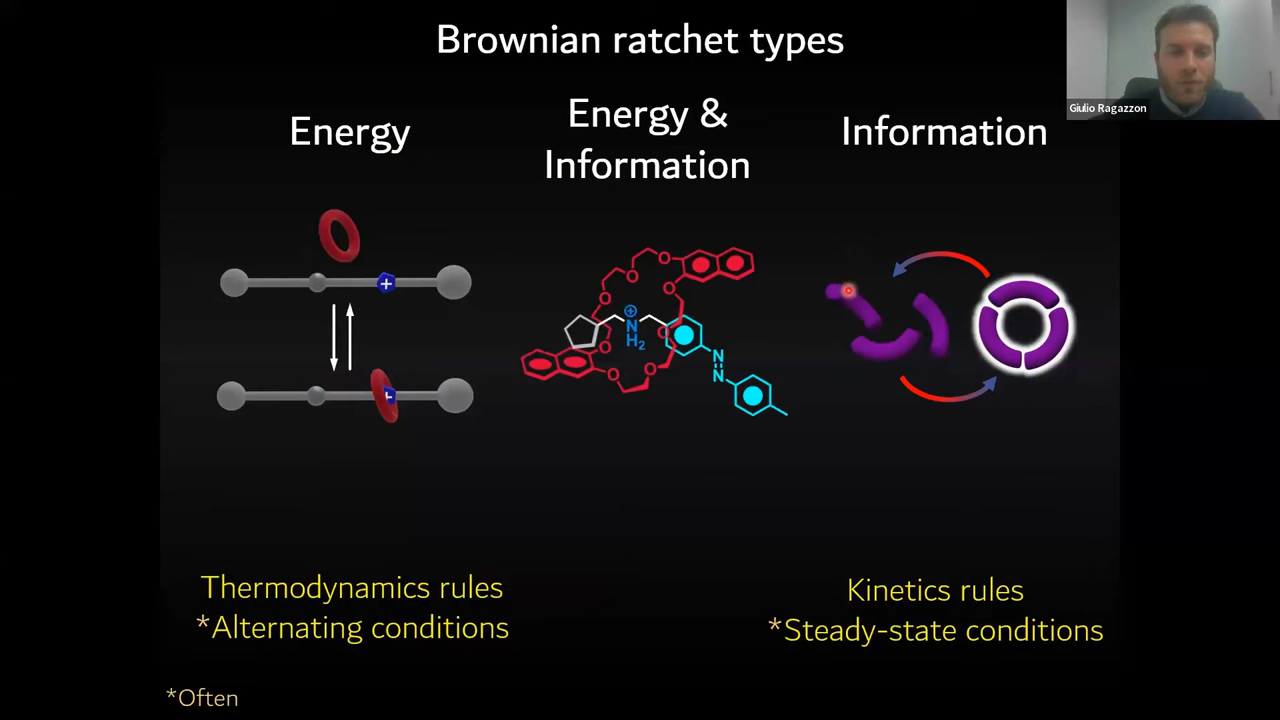 Brownian ratchet types
Giulio Ragazzon
Energy
Energy &
Information
Information
+
+
O
O
O
O
O
O
O
O
O
O
+
N
H2
N
N
Thermodynamics rules
*Alternating conditions
Kinetics rules
*Steady-state conditions
*Often